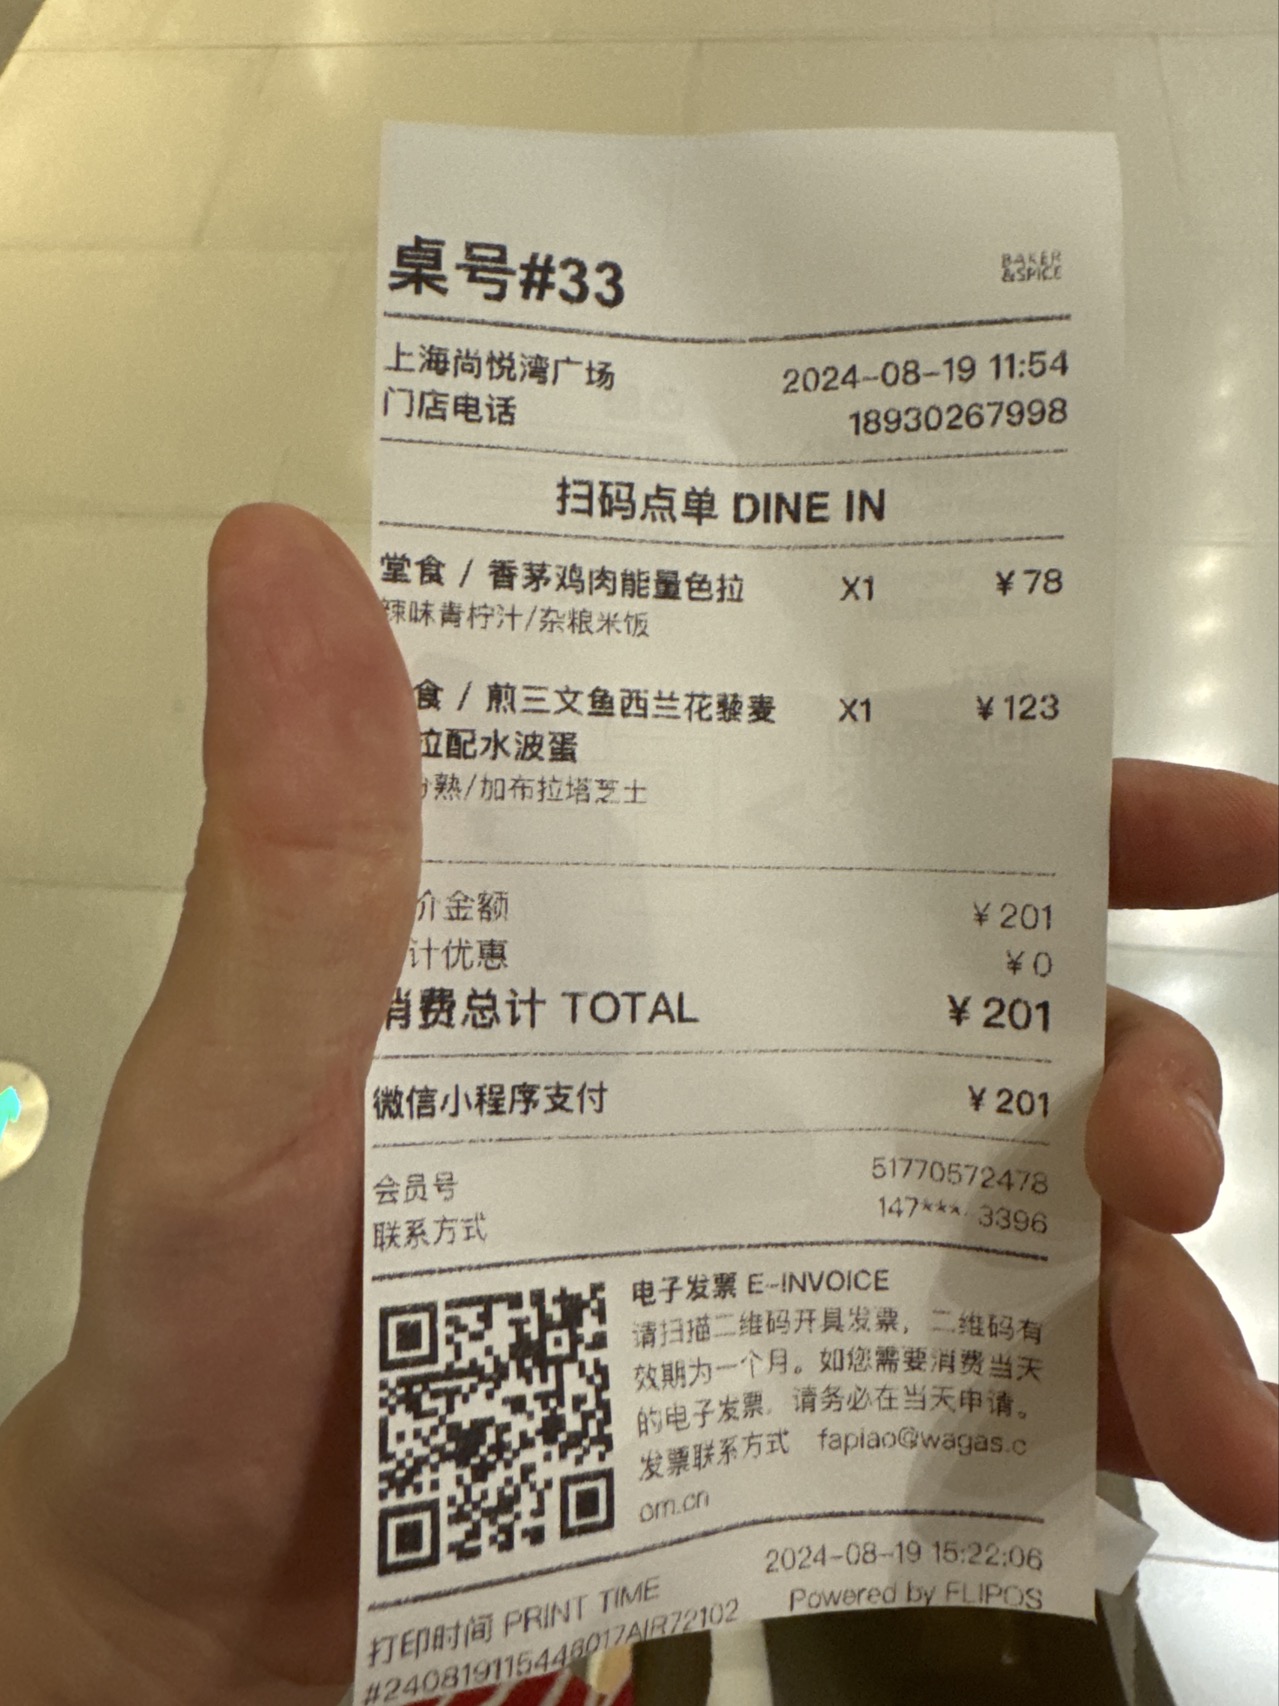 桌号#33
BAKER
&SPICE
上海尚悦湾广场 2024-08-19 11:54
门店电话 18930267998
扫码点单 DINE IN
堂食 / 香茅鸡肉能量色拉 X1 ¥78
辣味青柠汁/杂粮米饭
食 / 煎三文鱼西兰花藜麦 X1 ¥123
拉配水波蛋
熟/加布拉塔芝士
介金额 ¥201
计优惠 ¥0
消费总计 TOTAL ¥201
微信小程序支付 ¥201
会员号 51770572478
联系方式 147****3396
电子发票 E-INVOICE
请扫描二维码开具发票，二维码有
效期为一个月。如您需要消费当天
的电子发票，请务必在当天申请。
发票联系方式 fapiao@wagas.c
om.cn
打印时间 PRINT TIME 2024-08-19 15:22:06
#240819115446017AIR72102 Powered by FLIPOS